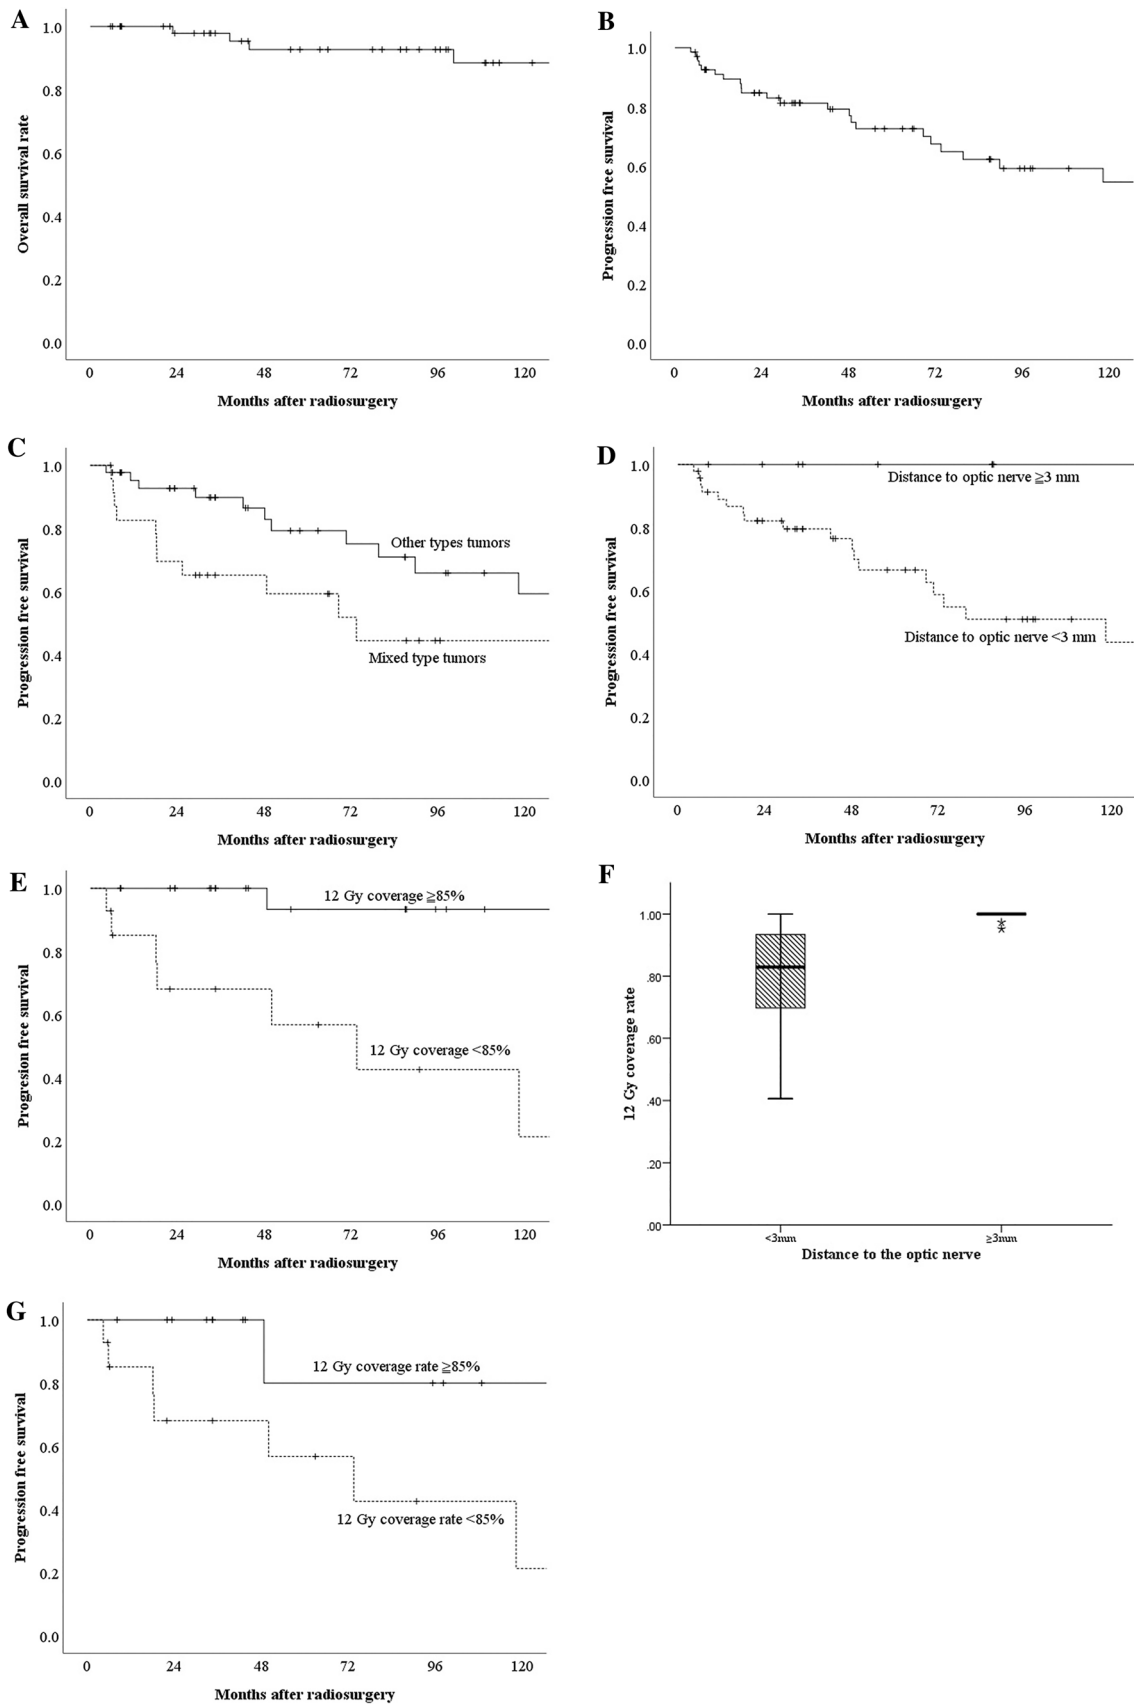 A
Overall survival rate
1.0
0.8
0.6
0.4
0.2
0.0
0 24 48 72 96 120
Months after radiosurgery
B
Progression free survival
1.0
0.8
0.6
0.4
0.2
0.0
0 24 48 72 96 120
Months after radiosurgery
C
Progression free survival
1.0
0.8
0.6
0.4
0.2
0.0
Other types tumors
Mixed type tumors
0 24 48 72 96 120
Months after radiosurgery
D
Progression free survival
1.0
0.8
0.6
0.4
0.2
0.0
Distance to optic nerve ≧3 mm
Distance to optic nerve <3 mm
0 24 48 72 96 120
Months after radiosurgery
E
Progresion free survival
1.0
0.8
0.6
0.4
0.2
0.0
12 Gy coverage ≧85%
12 Gy coverage <85%
0 24 48 72 96 120
Months after radiosurgery
F
12 Gy coverage rate
1.00
.80
.60
.40
.20
.00
<3mm ≥3mm
Distance to the optic nerve
G
Progression free survival
1.0
0.8
0.6
0.4
0.2
0.0
12 Gy coverage rate ≧85%
12 Gy coverage rate <85%
0 24 48 72 96 120
Months after radiosurgery